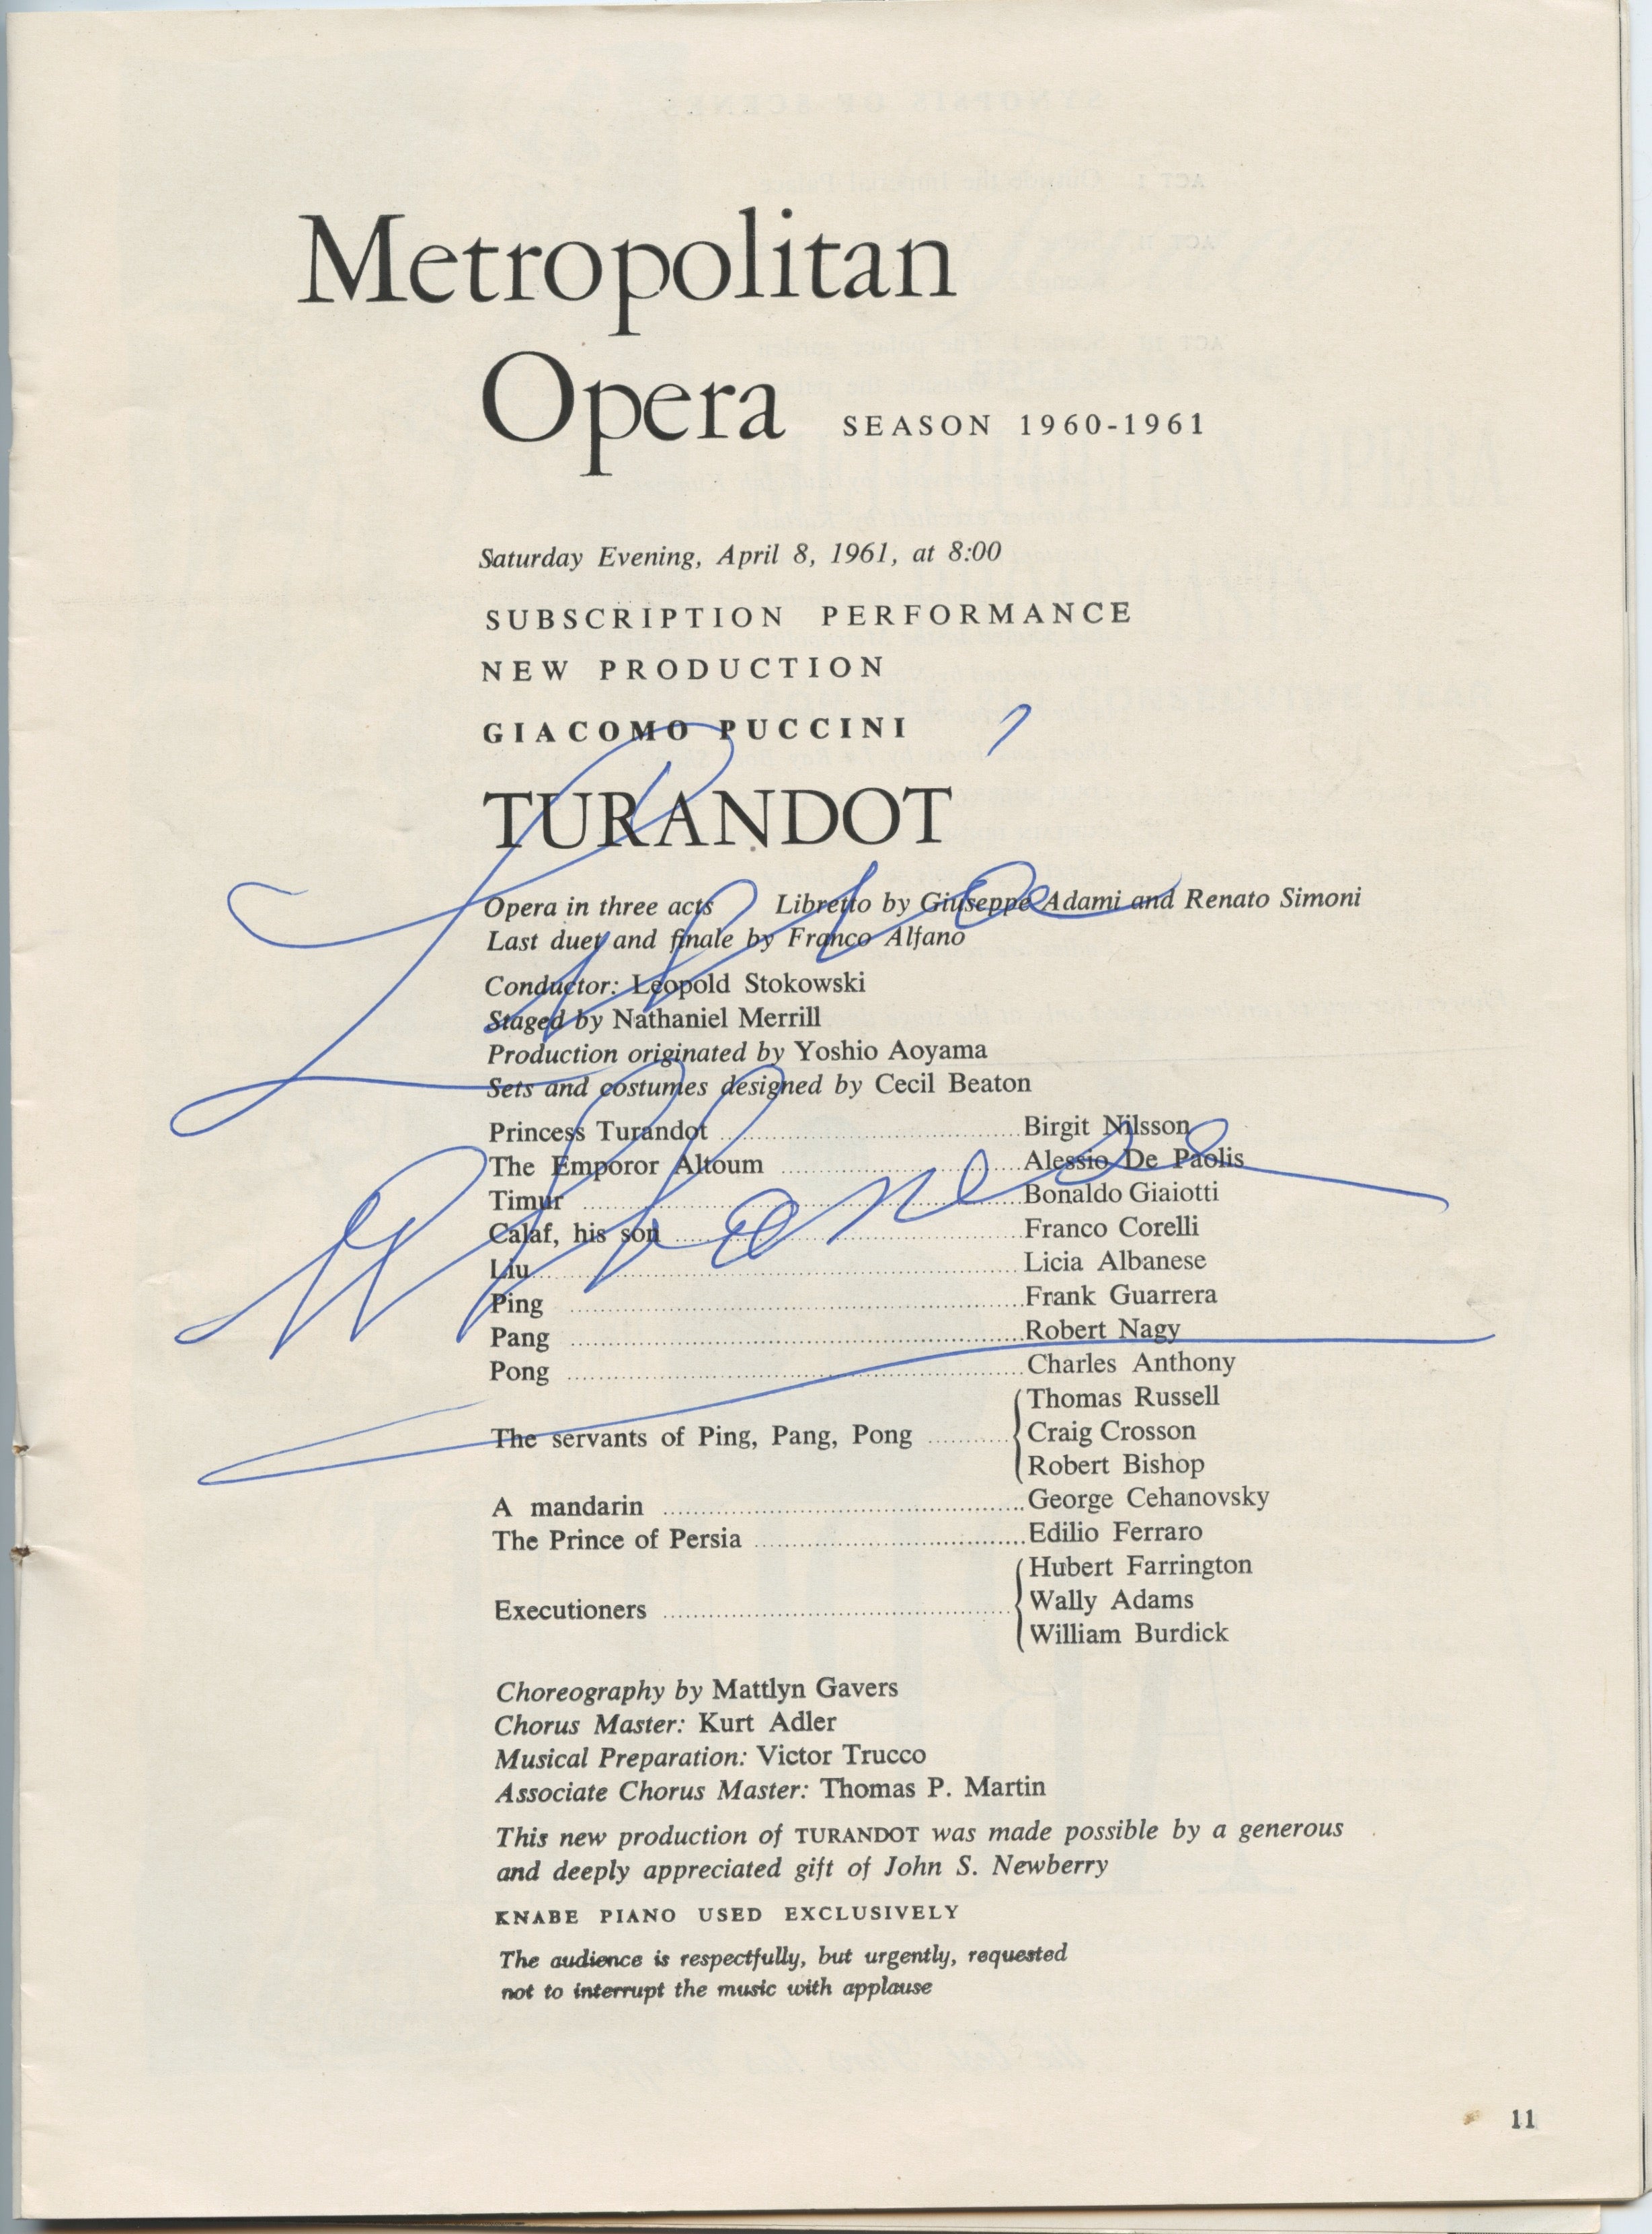 Metropolitan
Opera SEASON 1960-1961
Saturday Evening, April 8, 1961, at 8:00
SUBSCRIPTION PERFORMANCE
NEW PRODUCTION
GIACOMO PUCCINI
TURANDOT
Opera in three acts Libretto by Giuseppe Adami and Renato Simoni
Last duet and finale by Franco Alfano
Conductor: Leopold Stokowski
Staged by Nathaniel Merrill
Production originated by Yoshio Aoyama
Sets and costumes designed by Cecil Beaton
Princess Turandot ........ Birgit Nilsson
The Emporor Altoum ........ Alessio De Paolis
Timur ........ Bonaldo Giaiotti
Calaf, his son ........ Franco Corelli
Liu ........ Licia Albanese
Ping ........ Frank Guarrera
Pang ........ Robert Nagy
Pong ........ Charles Anthony
The servants of Ping, Pang, Pong ........ Thomas Russell
Craig Crosson
Robert Bishop
A mandarin ........ George Cehanovsky
The Prince of Persia ........ Edilio Ferraro
Executioners ........ Hubert Farrington
Wally Adams
William Burdick
Choreography by Mattlyn Gavers
Chorus Master: Kurt Adler
Musical Preparation: Victor Trucco
Associate Chorus Master: Thomas P. Martin
This new production of TURANDOT was made possible by a generous
and deeply appreciated gift of John S. Newberry
KNABE PIANO USED EXCLUSIVELY
The audience is respectfully, but urgently, requested
not to interrupt the music with applause
Licia
Albanese
11